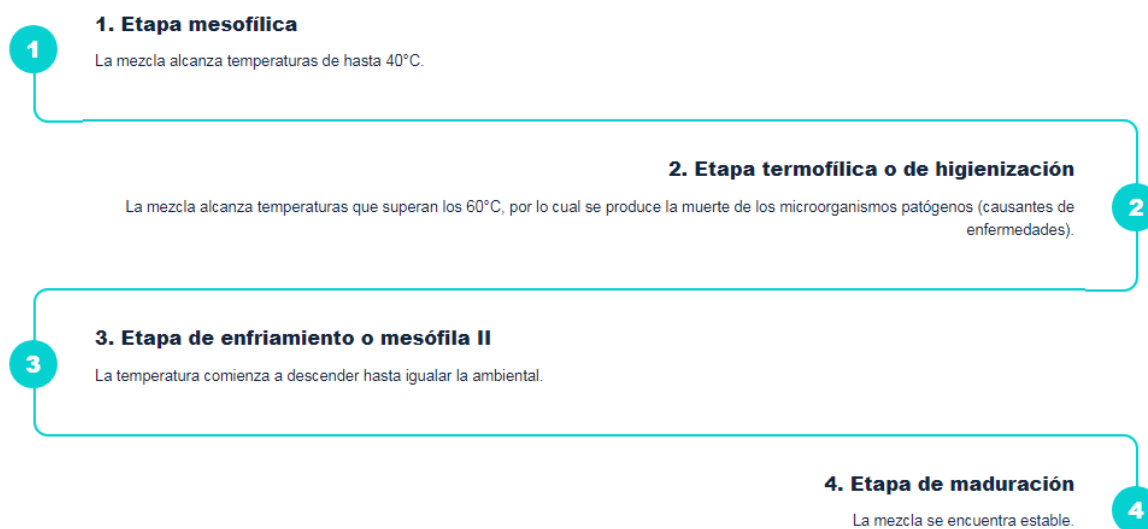 1. Etapa mesofílica
1
La mezcla alcanza temperaturas de hasta 40°C.
2. Etapa termofílica o de higienización
La mezcla alcanza temperaturas que superan los 60°C, por lo cual se produce la muerte de los microorganismos patógenos (causantes de
2
enfermedades).
3. Etapa de enfriamiento o mesófila II
3
La temperatura comienza a descender hasta igualar la ambiental.
4. Etapa de maduración
4
La mezcla se encuentra estable.